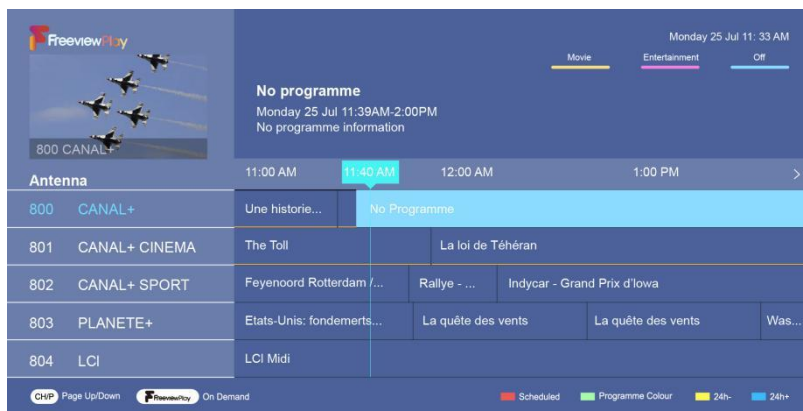 FreeviewPlay
Monday 25 Jul 11: 33 AM
Movie Entertainment Off
No programme
Monday 25 Jul 11:39AM-2:00PM
No programme information
800 CANAL+
Antenna
11:00 AM 11:40 AM 12:00 AM 1:00 PM >
800 CANAL+ Une historie... No Programme
801 CANAL+ CINEMA The Toll La loi de Téhéran
802 CANAL+ SPORT Feyenoord Rotterdam /... Rallye - ... Indycar - Grand Prix d'Iowa
803 PLANETE+ Etats-Unis: fondemerts... La quête des vents La quête des vents Was...
804 LCI LCI Midi
CH/P Page Up/Down FreeviewPlay On Demand Scheduled Programme Colour 24h- 24h+